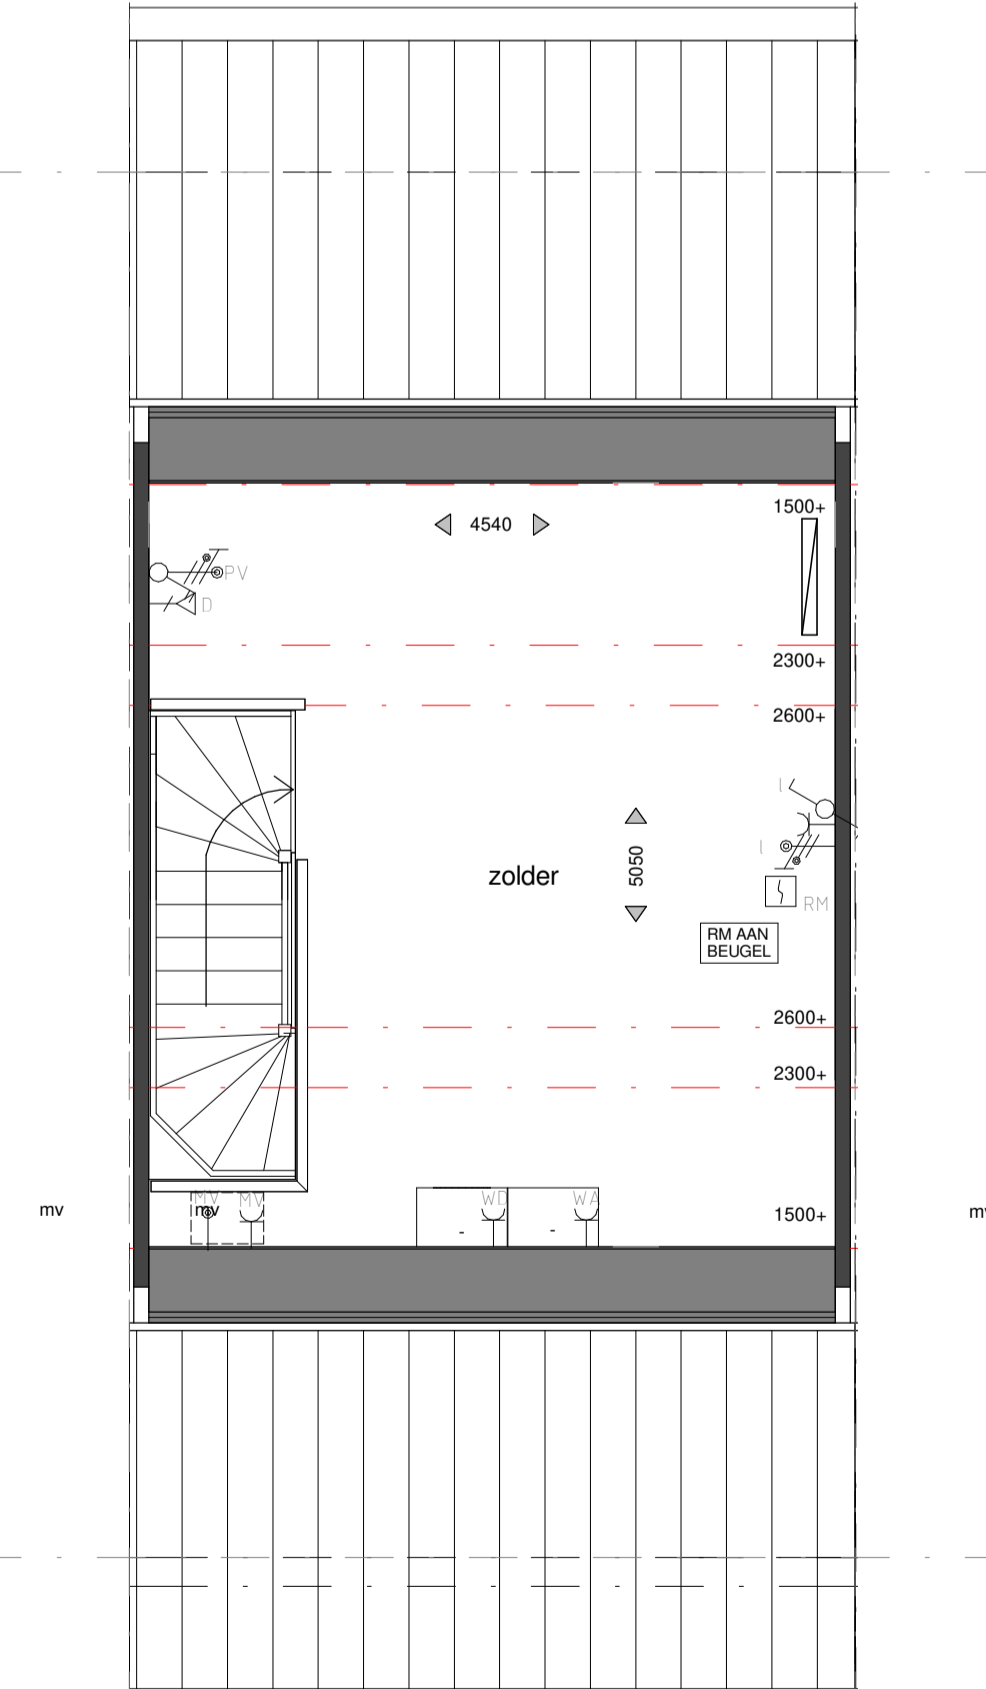 1500+
4540
PV
D
2300+
2600+
l
l
zolder
5050
RM
RM AAN
BEUGEL
2600+
2300+
MV MV
WD
WA
mv
mv
1500+